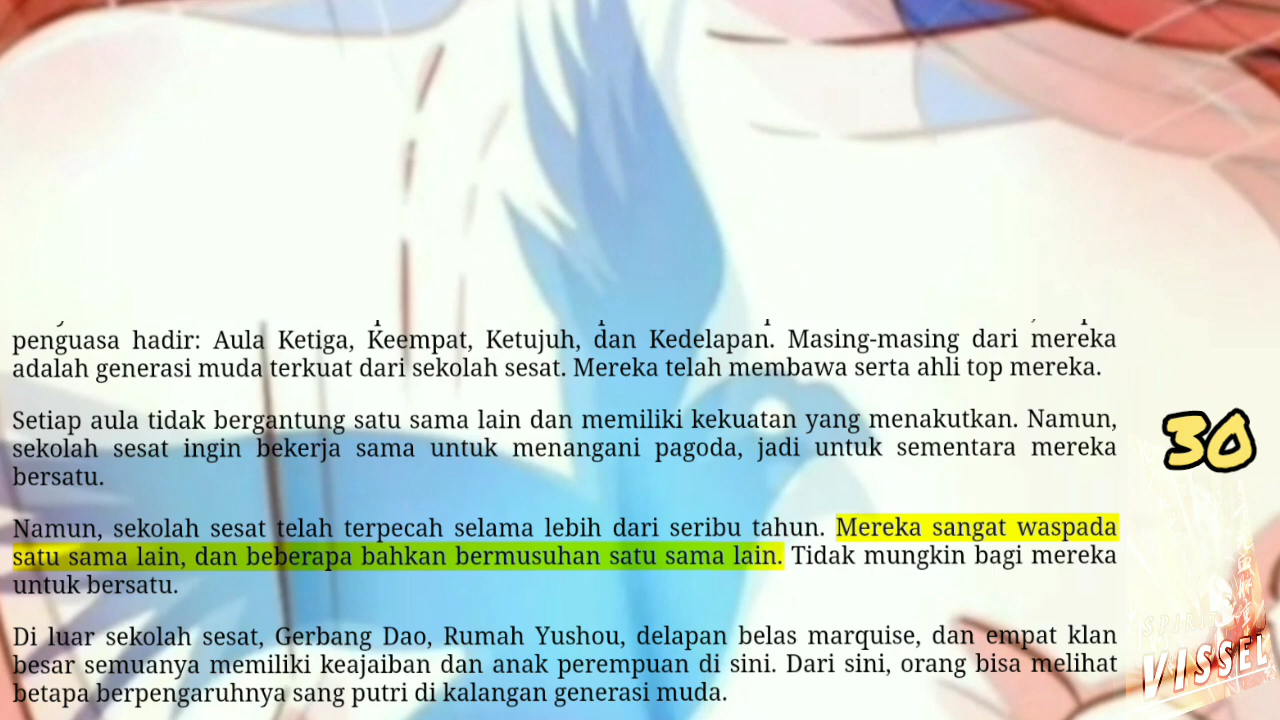 penguasa hadir: Aula Ketiga, Keempat, Ketujuh, dan Kedelapan. Masing-masing dari mereka
adalah generasi muda terkuat dari sekolah sesat. Mereka telah membawa serta ahli top mereka.
Setiap aula tidak bergantung satu sama lain dan memiliki kekuatan yang menakutkan. Namun,
sekolah sesat ingin bekerja sama untuk menangani pagoda, jadi untuk sementara mereka
bersatu.
30
Namun, sekolah sesat telah terpecah selama lebih dari seribu tahun. Mereka sangat waspada
satu sama lain, dan beberapa bahkan bermusuhan satu sama lain. Tidak mungkin bagi mereka
untuk bersatu.
Di luar sekolah sesat, Gerbang Dao, Rumah Yushou, delapan belas marquise, dan empat klan
besar semuanya memiliki keajaiban dan anak perempuan di sini. Dari sini, orang bisa melihat
betapa berpengaruhnya sang putri di kalangan generasi muda.
SPIRIT
VISSEL